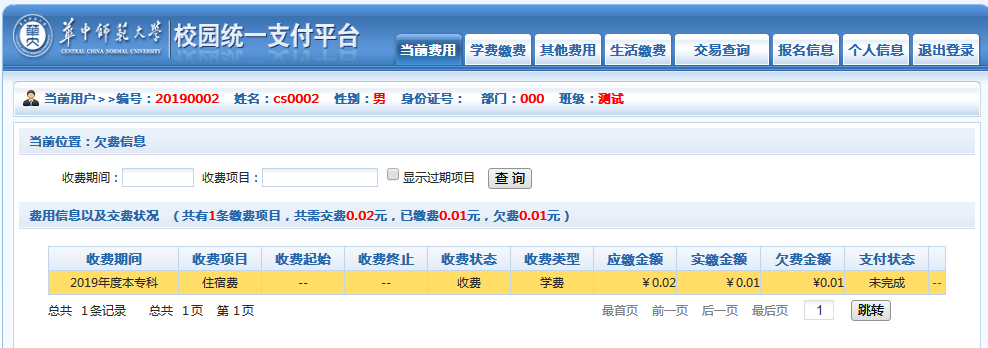 華中師範大學 校园统一支付平台
CENTRAL CHINA NORMAL UNIVERSITY
当前费用 学费缴费 其他费用 生活缴费 交易查询 报名信息 个人信息 退出登录
当前用户>>编号：20190002 姓名：cs0002 性别：男 身份证号： 部门：000 班级：测试
当前位置：欠费信息
收费期间： 收费项目： 显示过期项目 查 询
费用信息以及交费状况 （共有1条缴费项目，共需交费0.02元，已缴费0.01元，欠费0.01元）
收费期间 收费项目 收费起始 收费终止 收费状态 收费类型 应缴金额 实缴金额 欠费金额 支付状态
2019年度本专科 住宿费 -- -- 收费 学费 ￥0.02 ￥0.01 ¥0.01 未完成 --
总共 1条记录 总共 1页 第1页 最首页 前一页 后一页 最后页 1 跳转